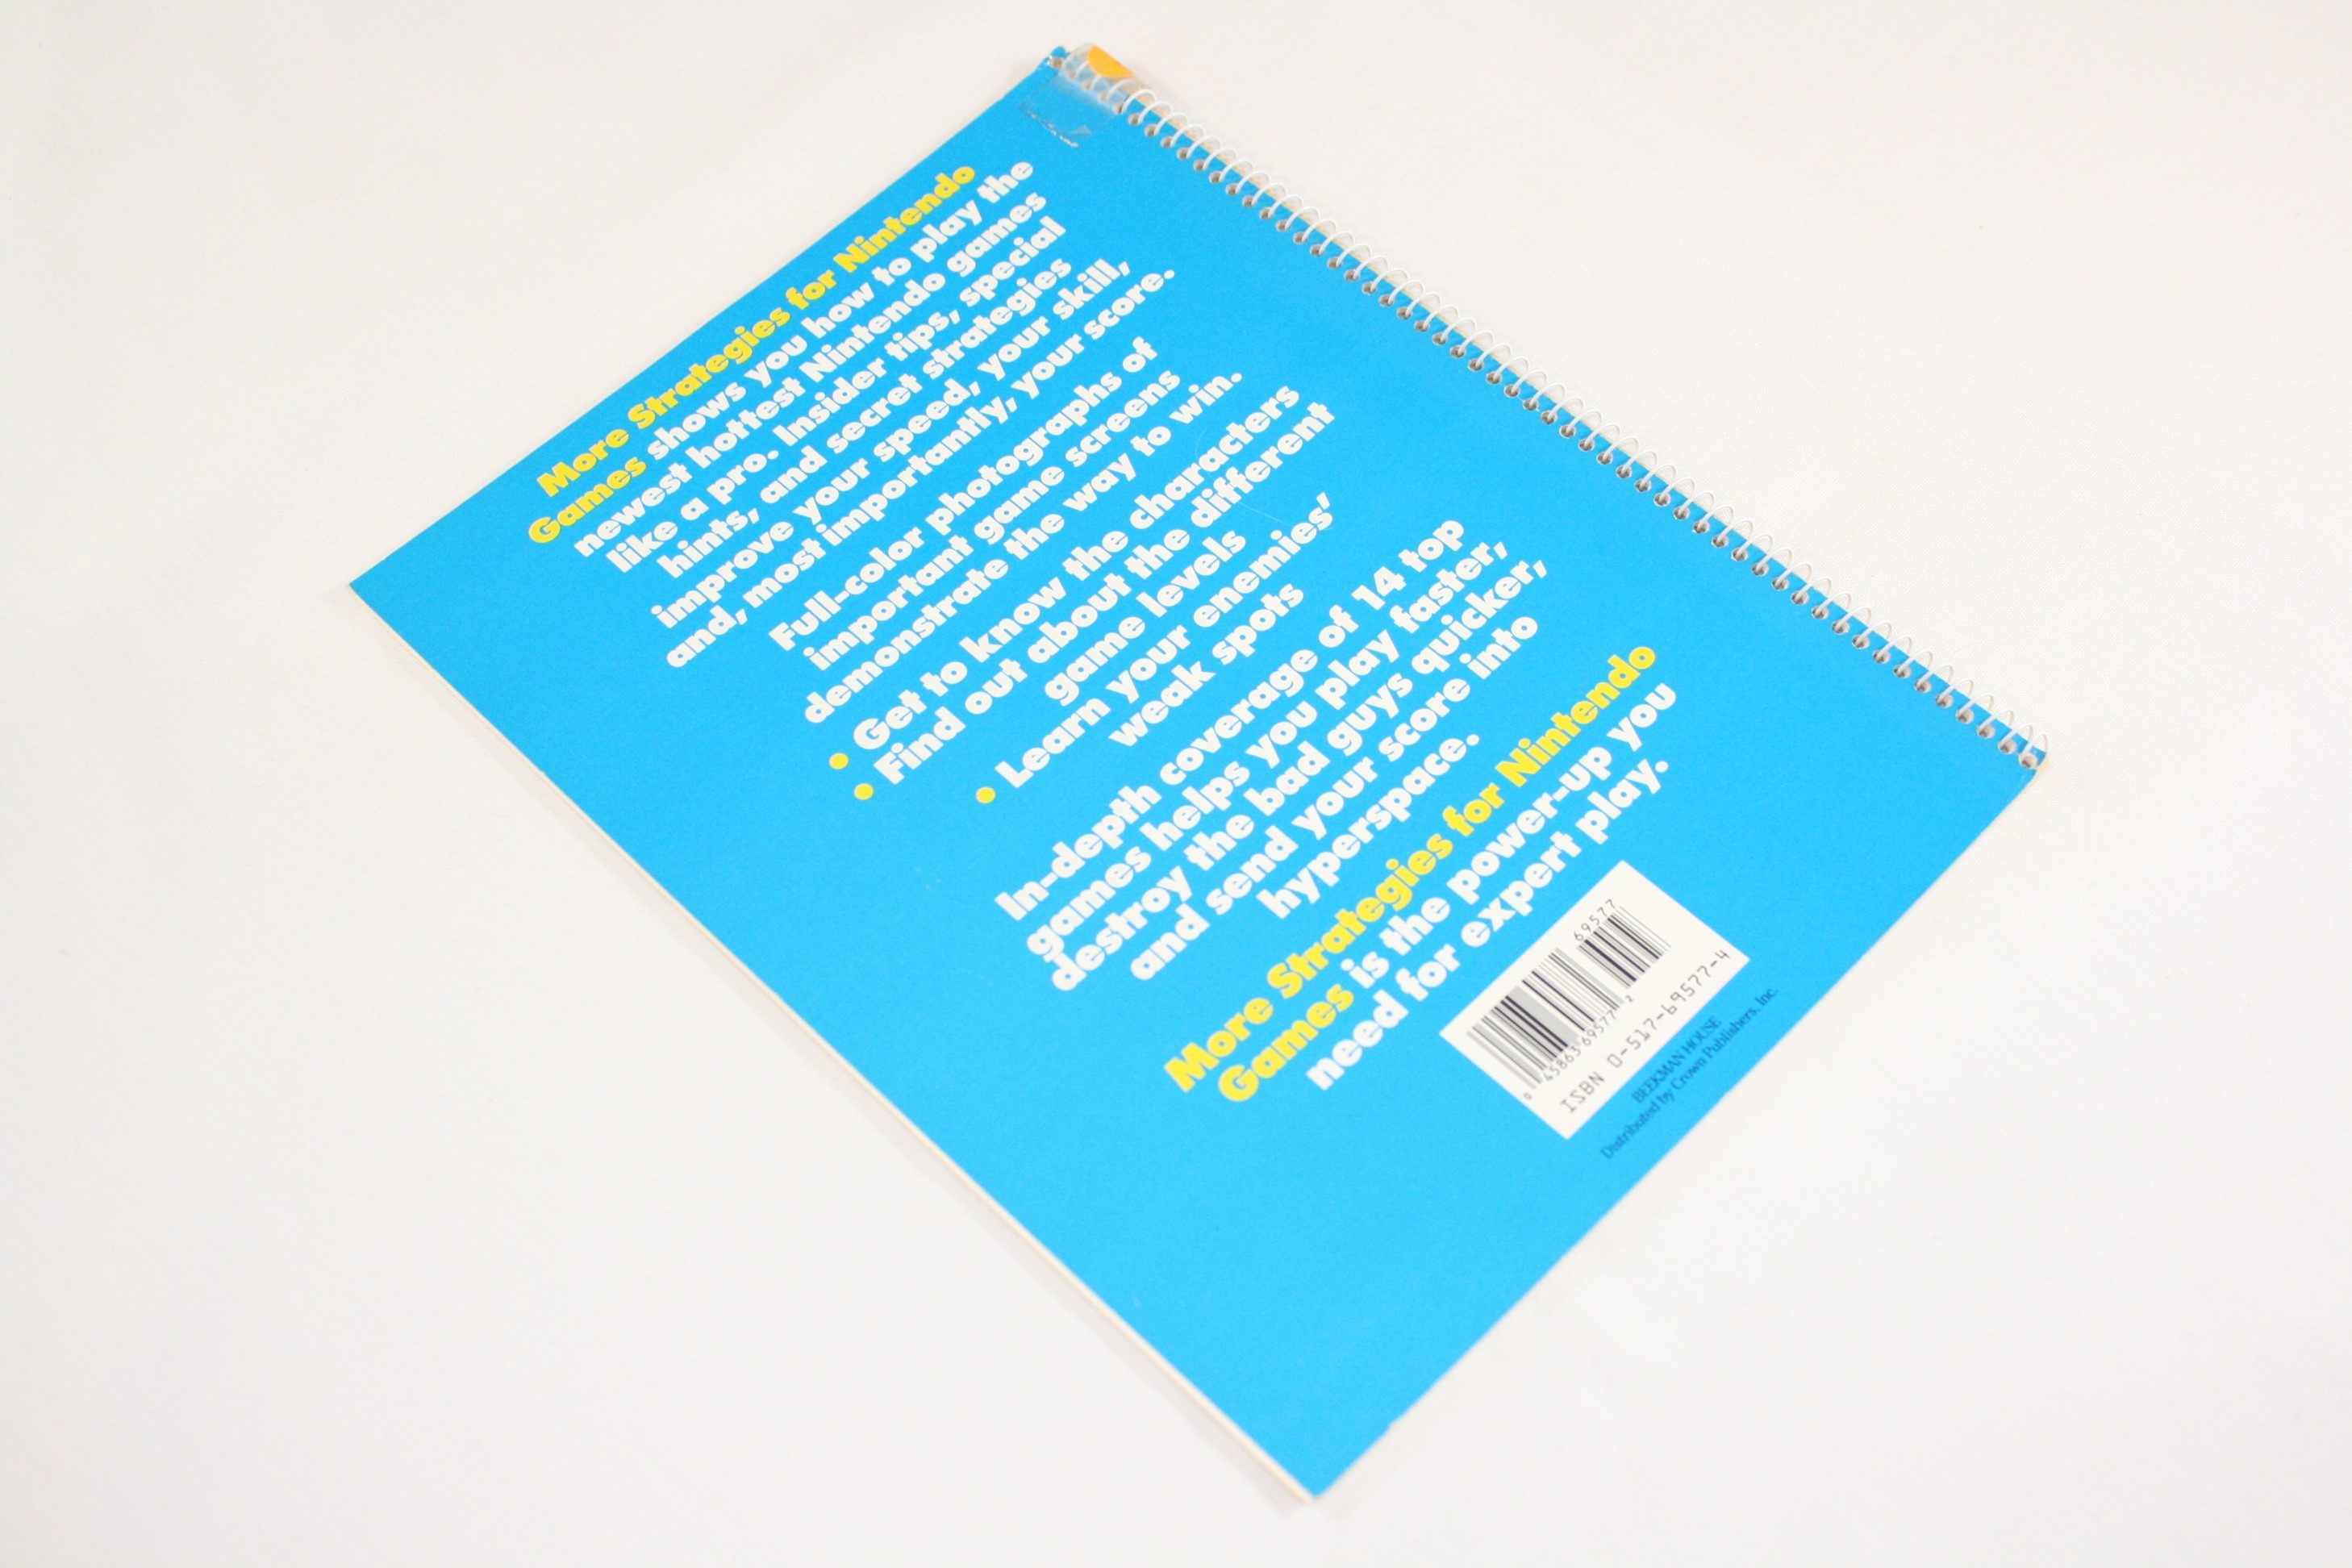 More Strategies for Nintendo
Games shows you how to play the
newest hottest Nintendo games
like a pro. Insider tips, special
hints, and secret strategies
improve your speed, your skill,
and, most importantly, your score.
Full-color photographs of
important game screens
demonstrate the way to win.
• Get to know the characters
• Find out about the different
game levels
• Learn your enemies'
weak spots
In-depth coverage of 14 top
games helps you play faster,
destroy the bad guys quicker,
and send your score into
hyperspace.
More Strategies for Nintendo
Games is the power-up you
need for expert play.
69577
0 45863 69577 2
ISBN 0-517-69577-4
BEEKMAN HOUSE
Distributed by Crown Publishers, Inc.